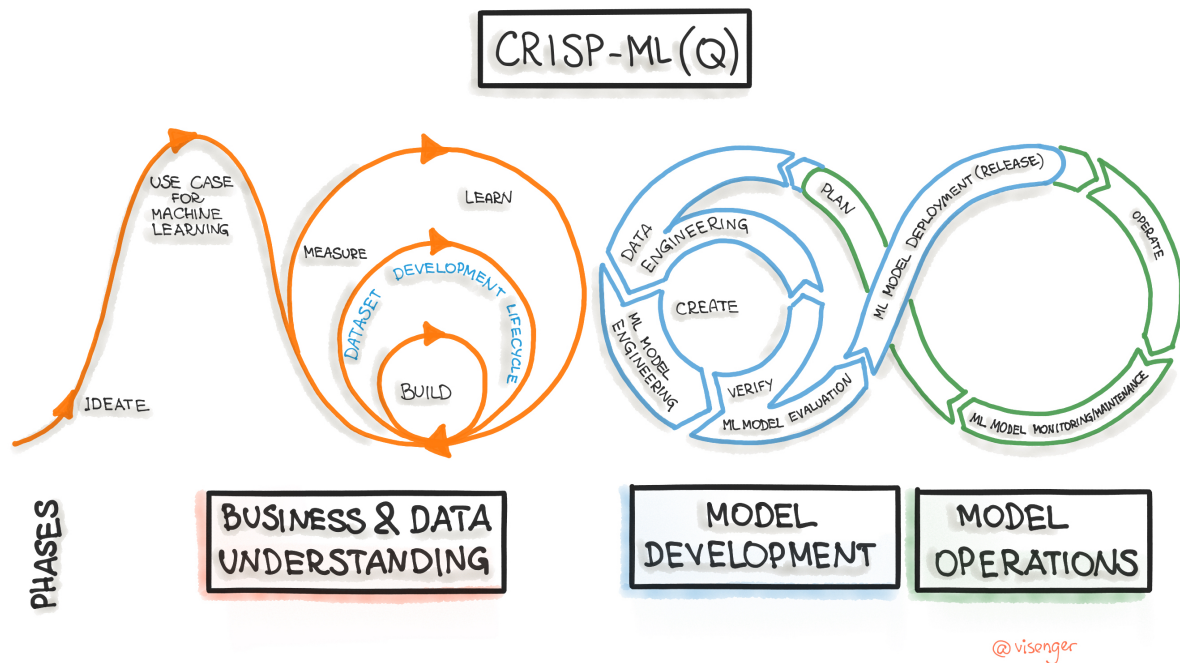 CRISP-ML(Q)
IDEATE
USE CASE
FOR
MACHINE
LEARNING
MEASURE
LEARN
DATASET DEVELOPMENT LIFECYCLE
BUILD
DATA
ENGINEERING
CREATE
ML MODEL
ENGINEERING
VERIFY
ML MODEL EVALUATION
PLAN
ML MODEL DEPLOYMENT (RELEASE)
OPERATE
ML MODEL MONITORING/MAINTENANCE
PHASES
BUSINESS & DATA
UNDERSTANDING
MODEL
DEVELOPMENT
MODEL
OPERATIONS
@visenger